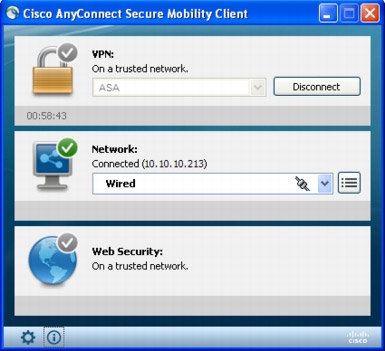 Cisco AnyConnect Secure Mobility Client
VPN:
On a trusted network.
ASA
Disconnect
00:58:43
Network:
Connected (10.10.10.213)
Wired
Web Security:
On a trusted network.
cisco